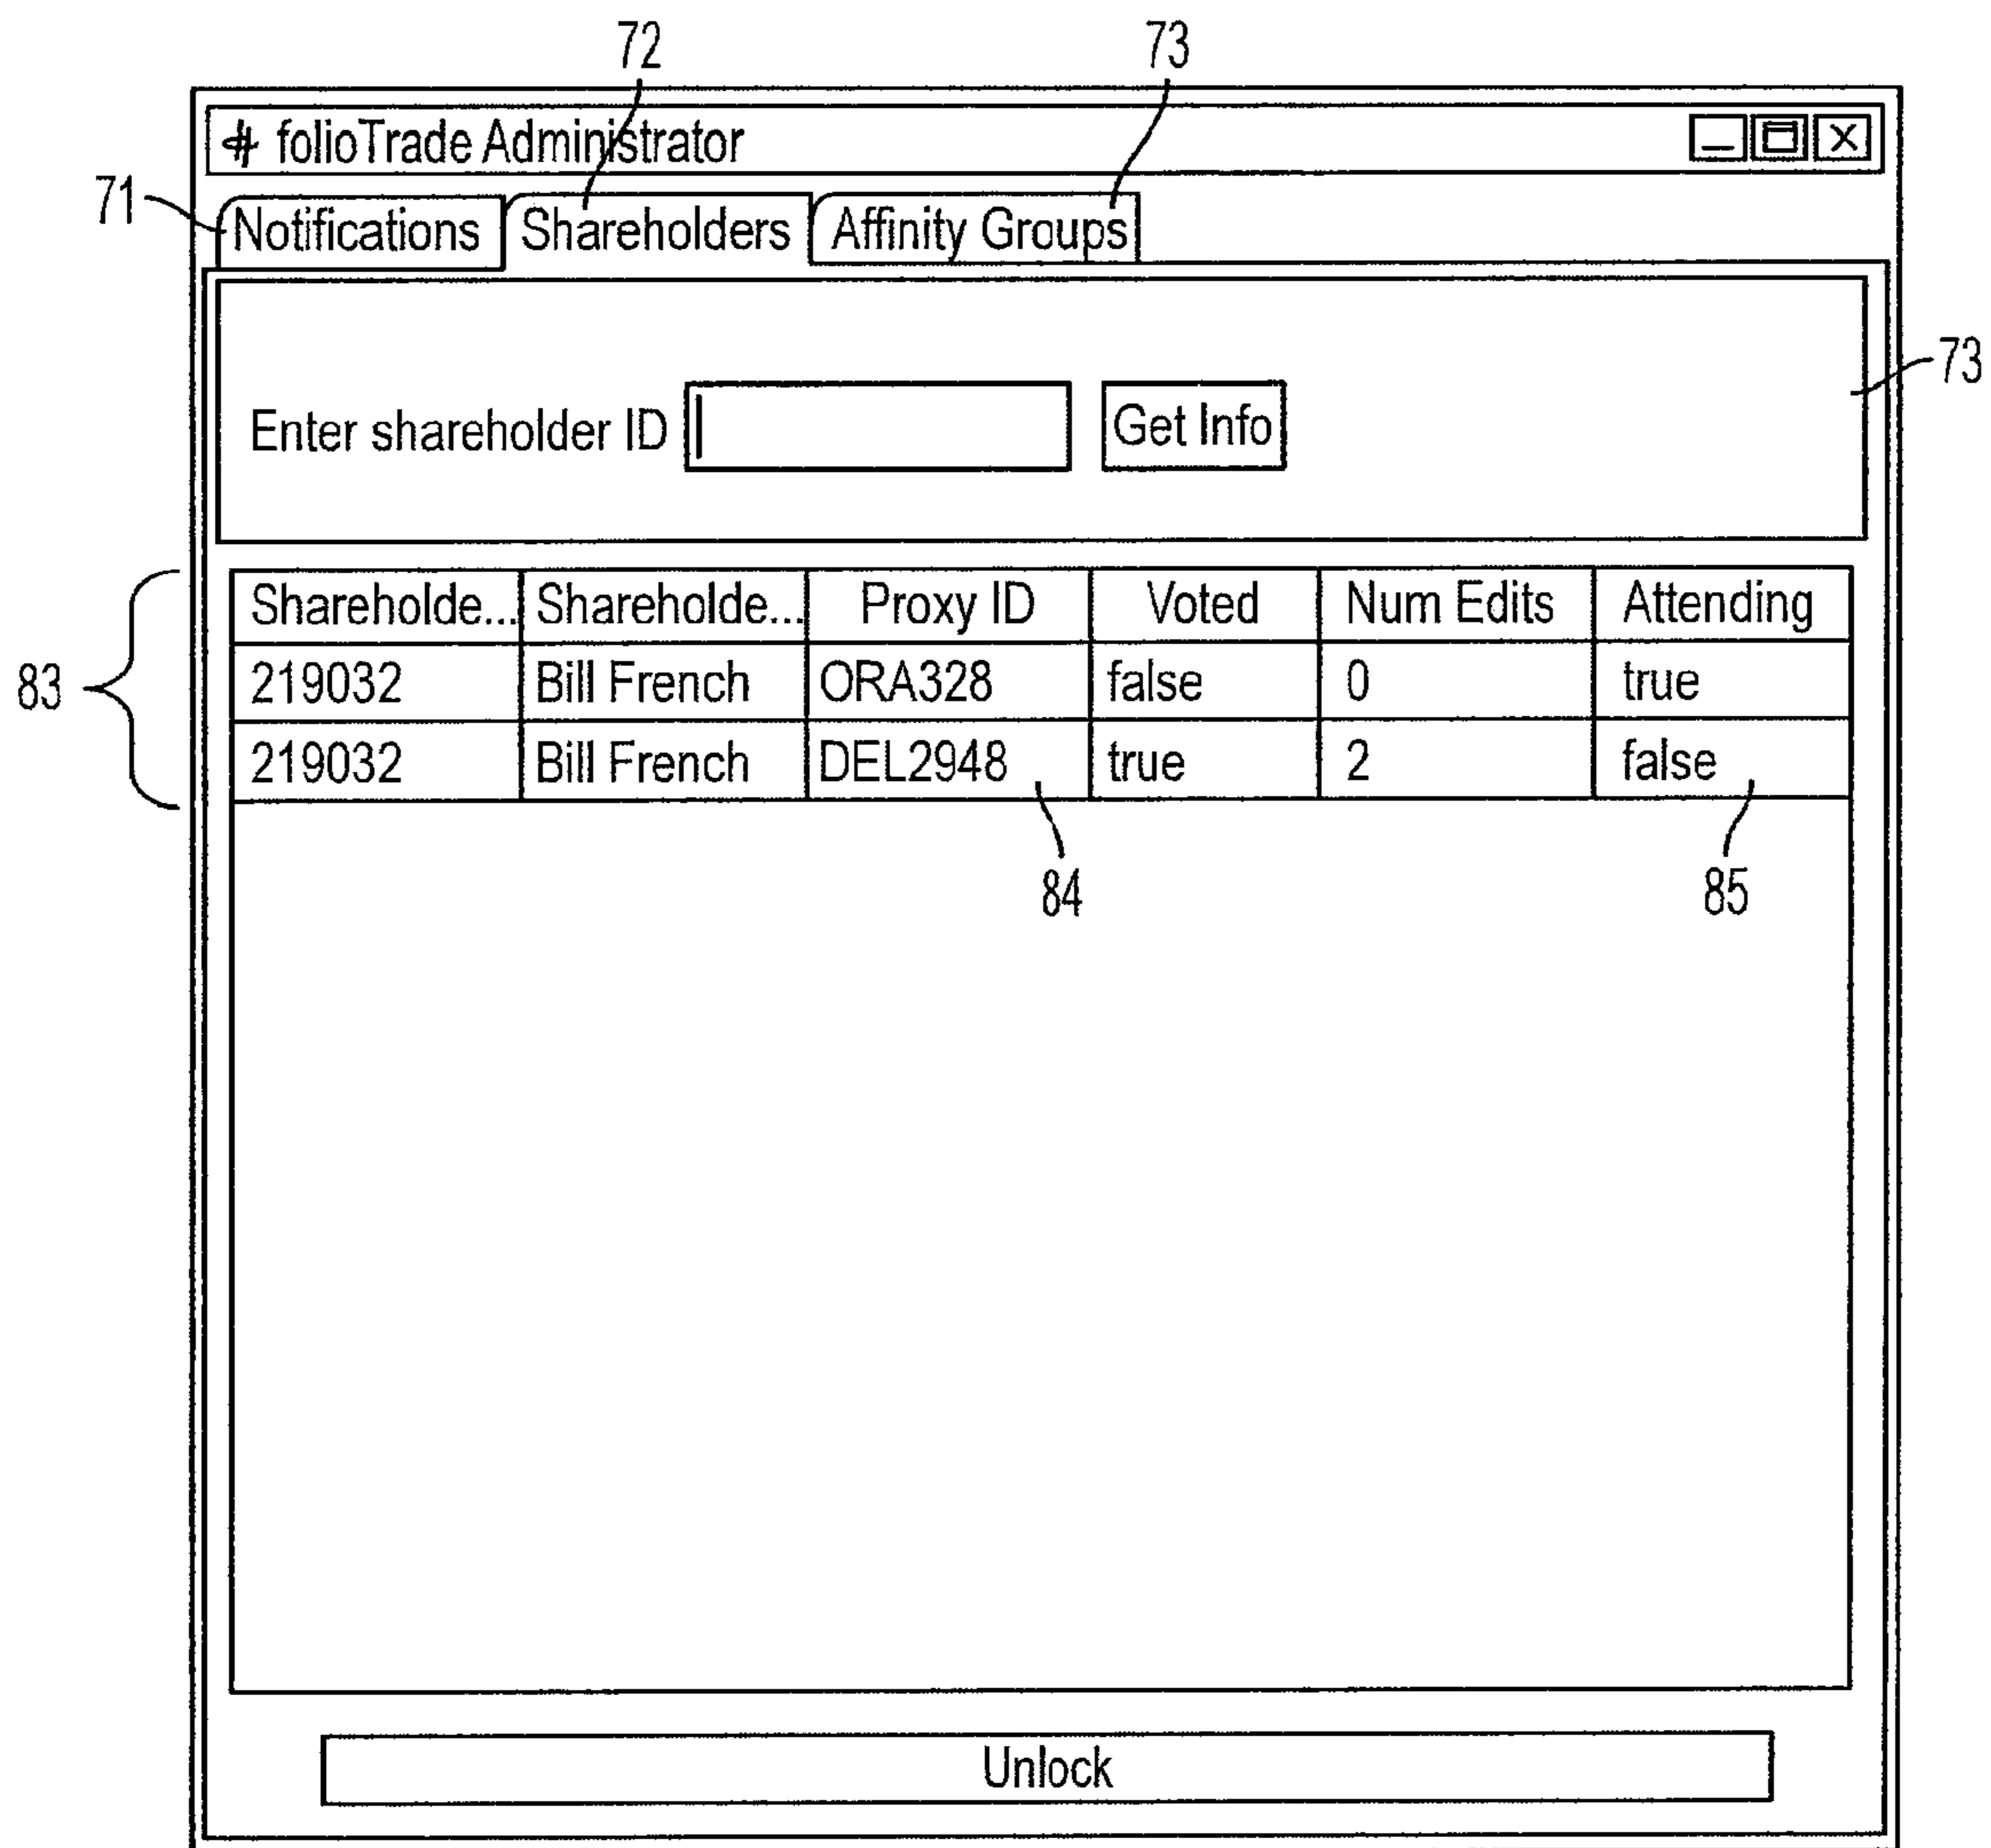 72 73
# folioTrade Administrator
71
Notifications Shareholders Affinity Groups
73
Enter shareholder ID Get Info
Shareholde... Shareholde... Proxy ID Voted Num Edits Attending
83
219032 Bill French ORA328 false 0 true
219032 Bill French DEL2948 true 2 false
84 85
Unlock